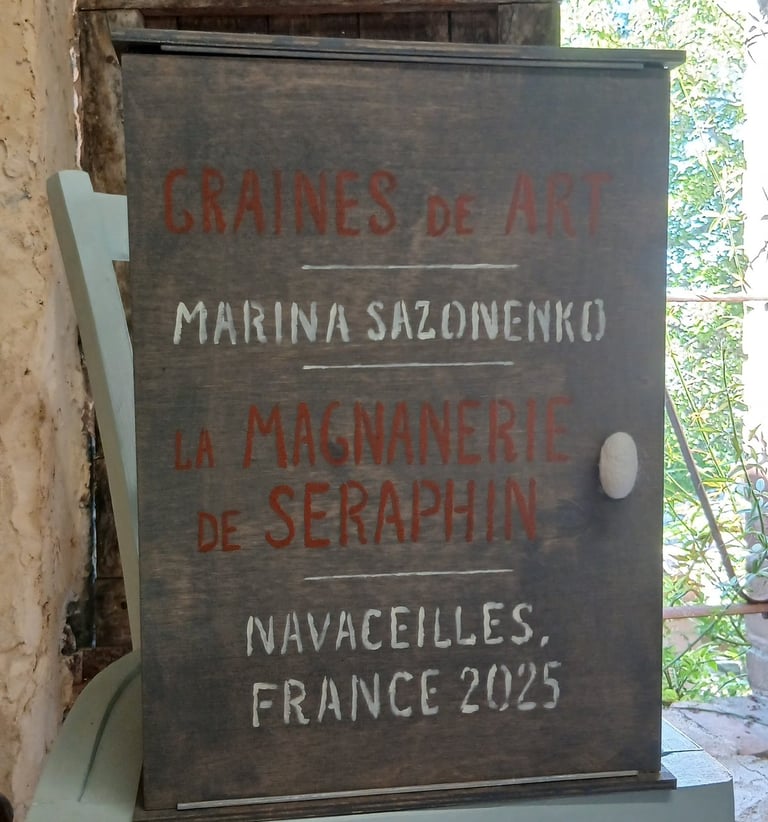 GRAINES DE ART
MARINA SAZONENKO
LA MAGNANERIE
DE SERAPHIN
NAVACEILLES,
FRANCE 2025